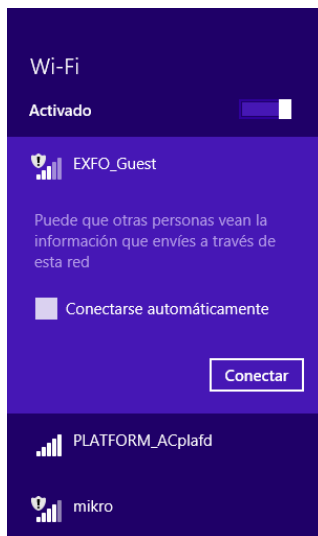 Wi-Fi
Activado
EXFO_Guest
Puede que otras personas vean la
información que envíes a través de
esta red
Conectarse automáticamente
Conectar
PLATFORM_ACplafd
mikro